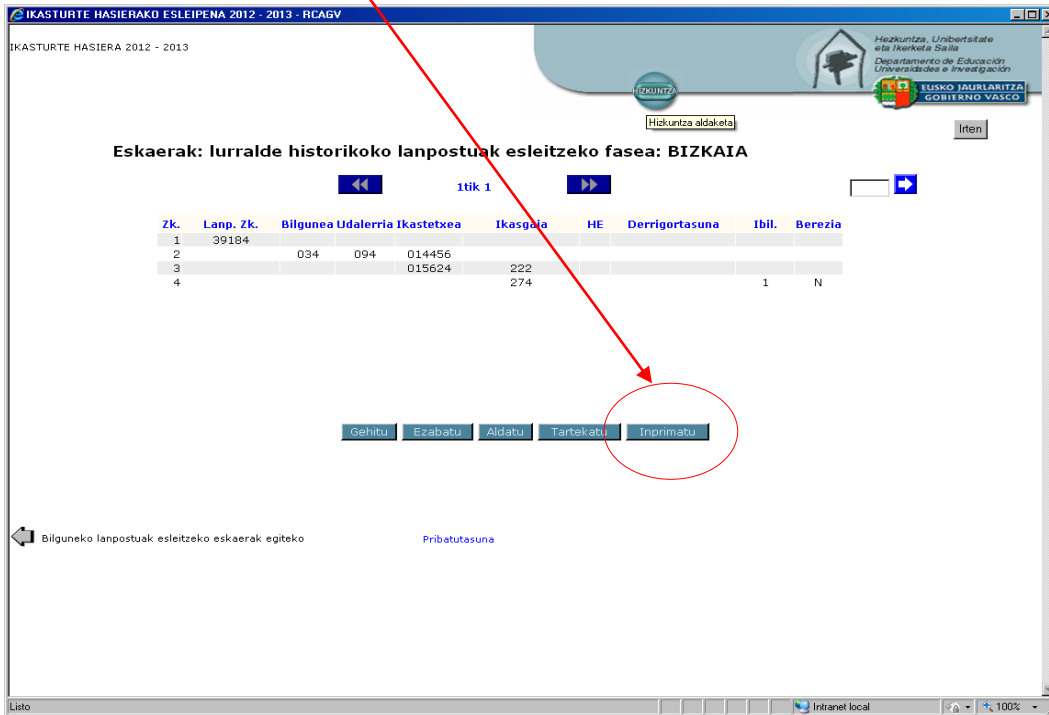 IKASTURTE HASIERAKO ESLEIPENA 2012 - 2013 - RCAGV
IKASTURTE HASIERA 2012 - 2013
Hezkuntza, Unibertsitate
eta Ikerketa Saila
Departamento de Educación
Universidades e Investigación
EUSKO JAURLARITZA
GOBIERNO VASCO
HIZKUNTZA
Hizkuntza aldaketa
Irten
Eskaerak: lurralde historikoko lanpostuak esleitzeko fasea: BIZKAIA
1tik 1
Zk. Lanp. Zk. Bilgunea Udalerria Ikastetxea Ikasgaia HE Derrigortasuna Ibil. Berezia
1 39184
2 034 094 014456
3 015624 222
4 274 1 N
Gehitu Ezabatu Aldatu Tartekatu Inprimatu
Bilguneko lanpostuak esleitzeko eskaerak egiteko Pribatutasuna
Listo Intranet local 100%